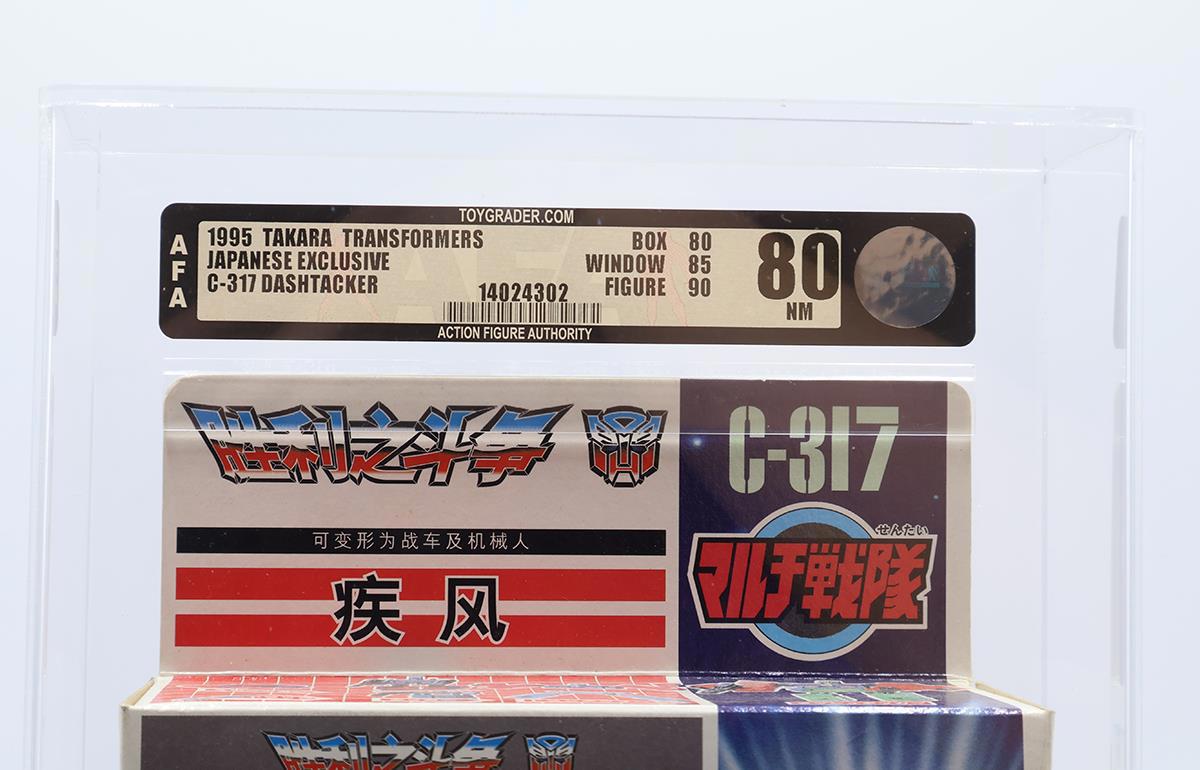 TOYGRADER.COM
AFA
1995 TAKARA TRANSFORMERS
JAPANESE EXCLUSIVE
C-317 DASHTACKER
14024302
BOX 80
WINDOW 85
FIGURE 90
80
NM
ACTION FIGURE AUTHORITY
胜利之斗争
C-317
可变形为战车及机械人
疾风
せんたい
マルチ戦隊
胜利之斗争